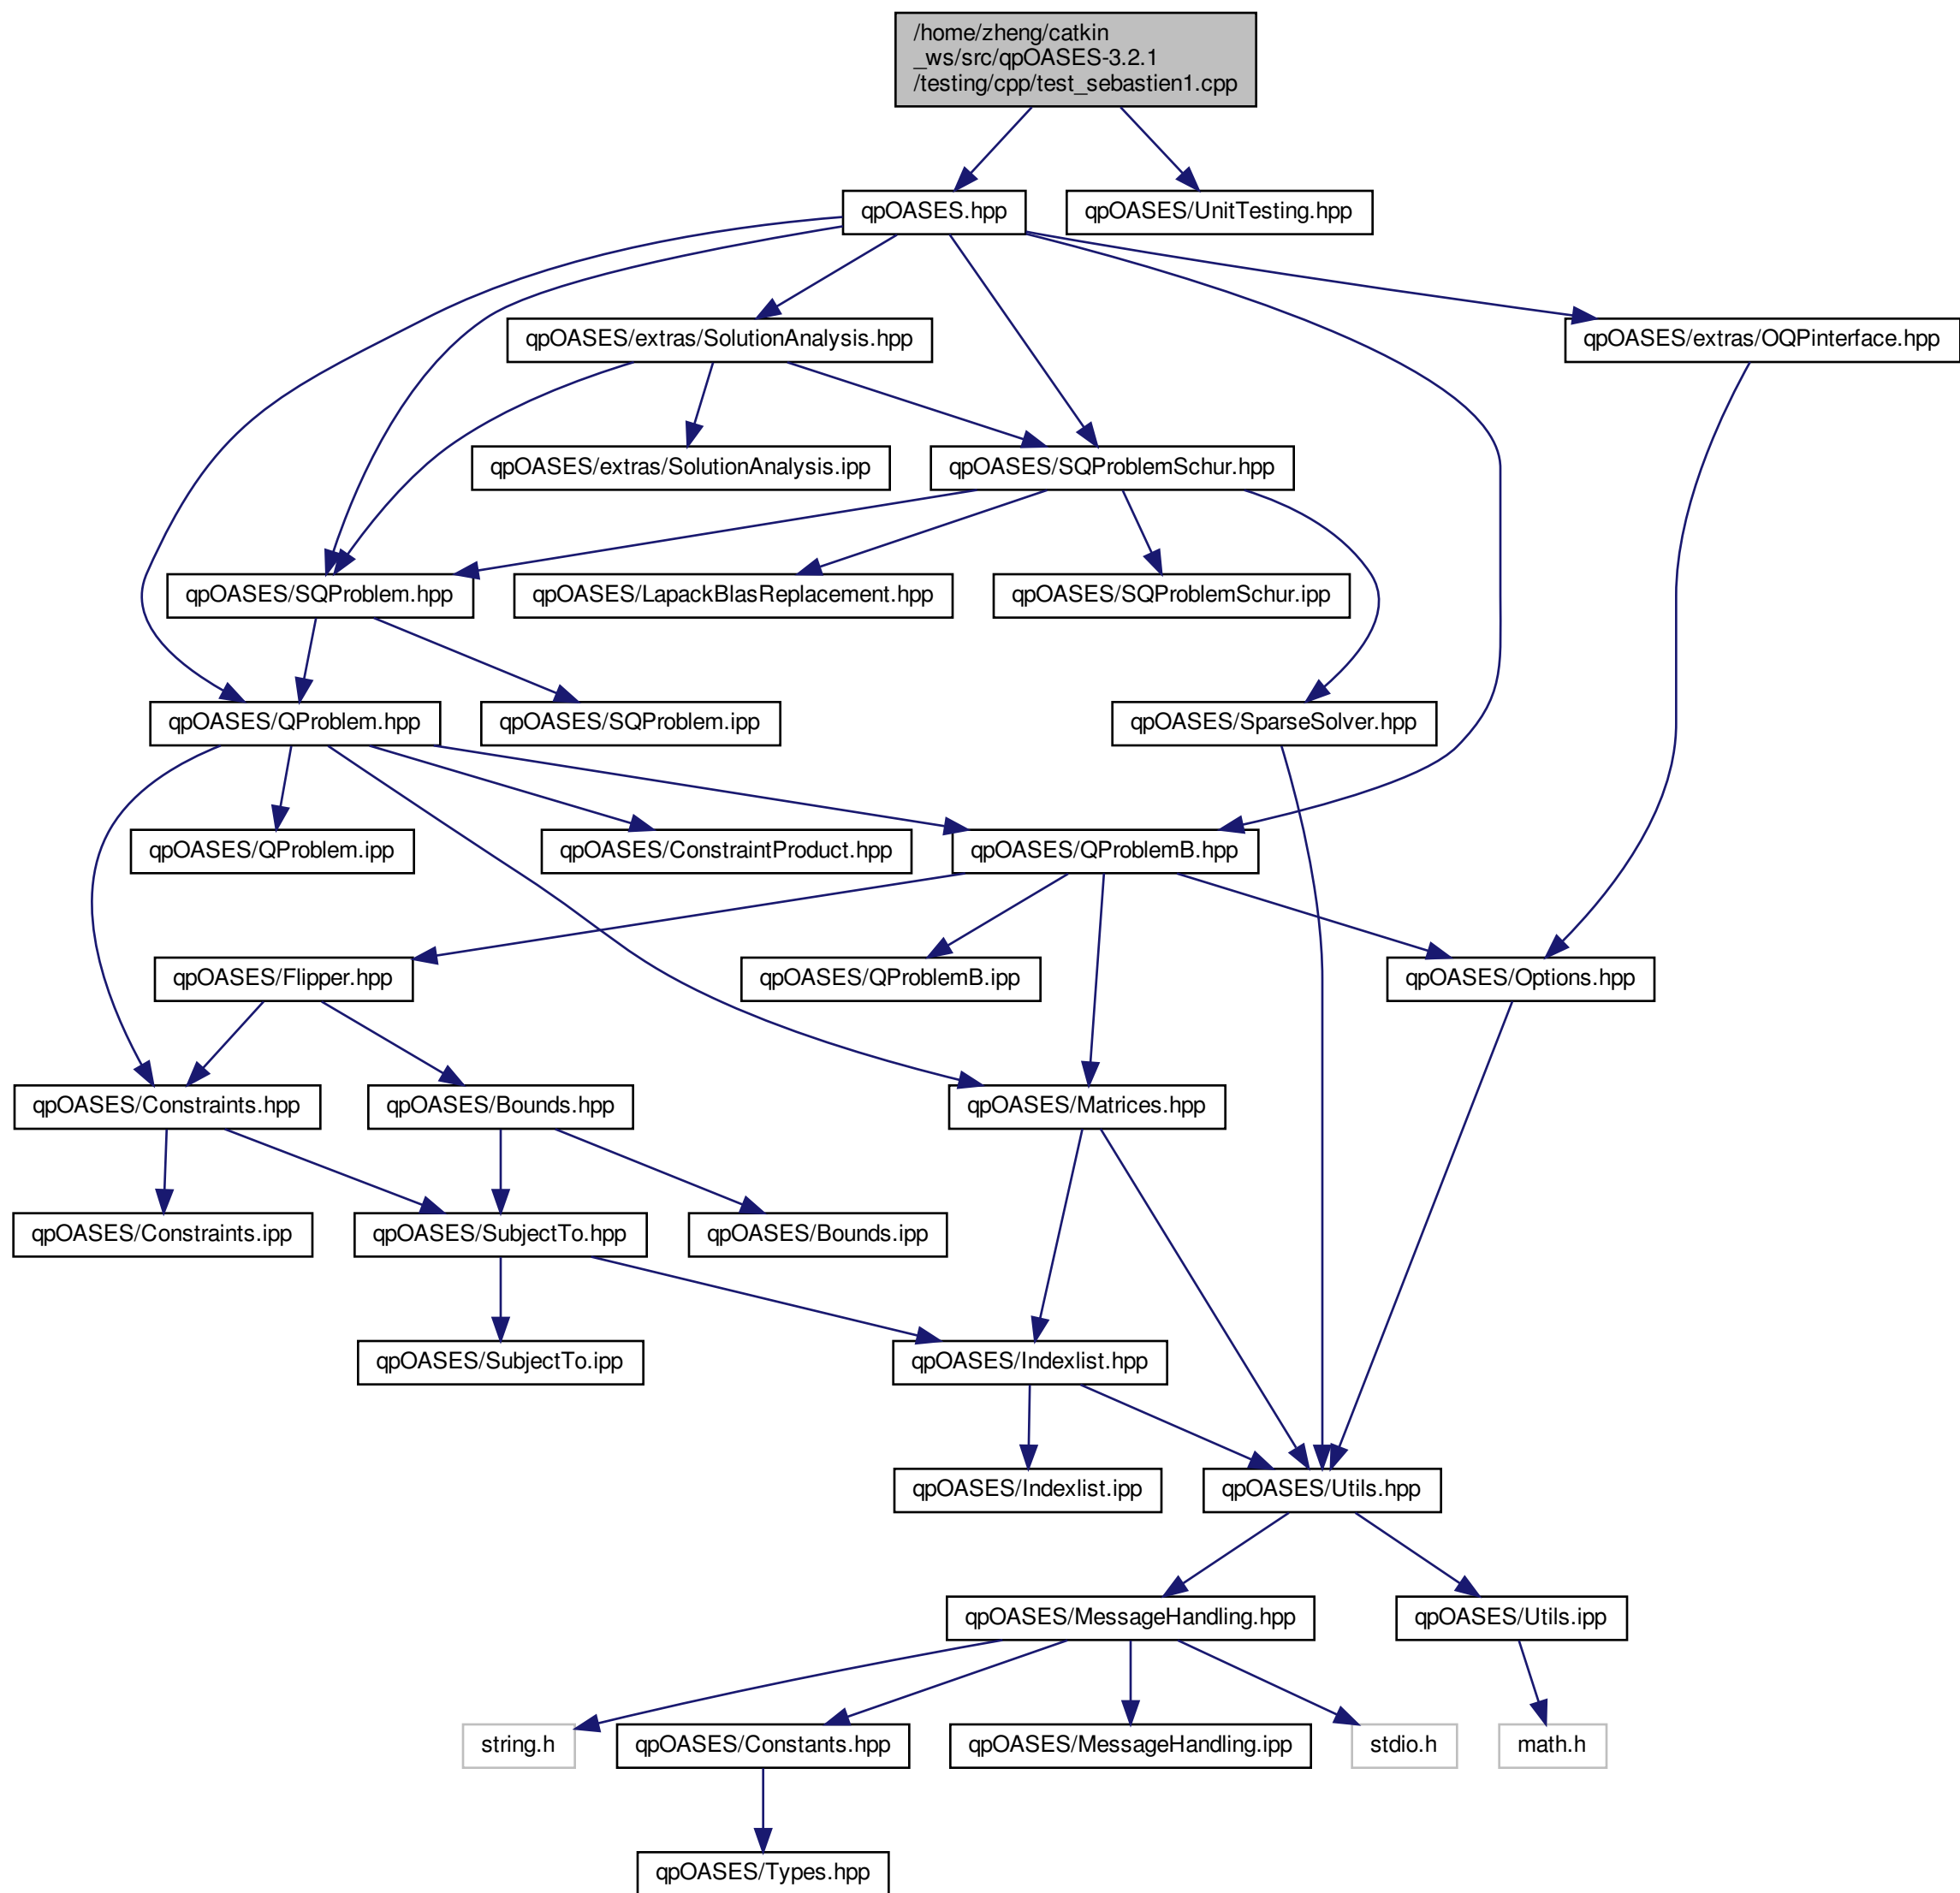 /home/zheng/catkin
_ws/src/qpOASES-3.2.1
/testing/cpp/test_sebastien1.cpp
qpOASES.hpp
qpOASES/UnitTesting.hpp
qpOASES/extras/SolutionAnalysis.hpp
qpOASES/extras/OQPinterface.hpp
qpOASES/extras/SolutionAnalysis.ipp
qpOASES/SQProblemSchur.hpp
qpOASES/SQProblem.hpp
qpOASES/LapackBlasReplacement.hpp
qpOASES/SQProblemSchur.ipp
qpOASES/QProblem.hpp
qpOASES/SQProblem.ipp
qpOASES/SparseSolver.hpp
qpOASES/QProblem.ipp
qpOASES/ConstraintProduct.hpp
qpOASES/QProblemB.hpp
qpOASES/Flipper.hpp
qpOASES/QProblemB.ipp
qpOASES/Options.hpp
qpOASES/Constraints.hpp
qpOASES/Bounds.hpp
qpOASES/Matrices.hpp
qpOASES/Constraints.ipp
qpOASES/SubjectTo.hpp
qpOASES/Bounds.ipp
qpOASES/SubjectTo.ipp
qpOASES/Indexlist.hpp
qpOASES/Indexlist.ipp
qpOASES/Utils.hpp
qpOASES/MessageHandling.hpp
qpOASES/Utils.ipp
string.h
qpOASES/Constants.hpp
qpOASES/MessageHandling.ipp
stdio.h
math.h
qpOASES/Types.hpp